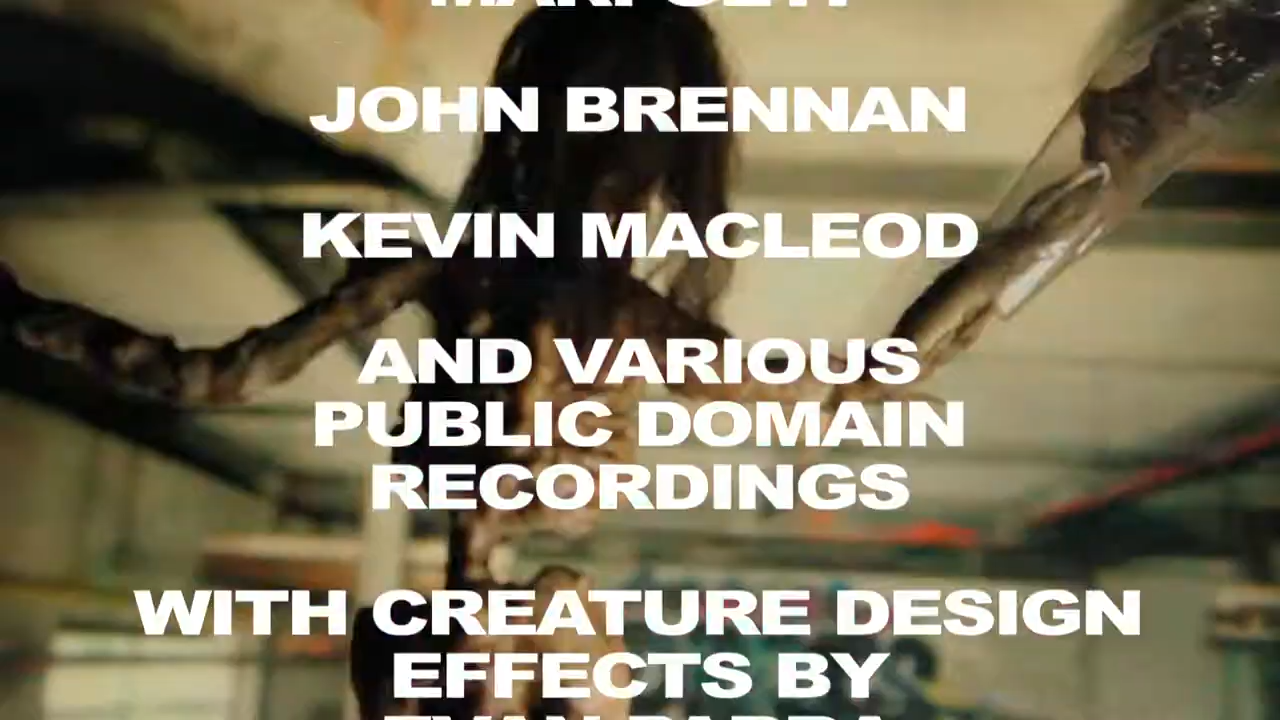 JOHN BRENNAN
KEVIN MACLEOD
AND VARIOUS
PUBLIC DOMAIN
RECORDINGS
WITH CREATURE DESIGN
EFFECTS BY